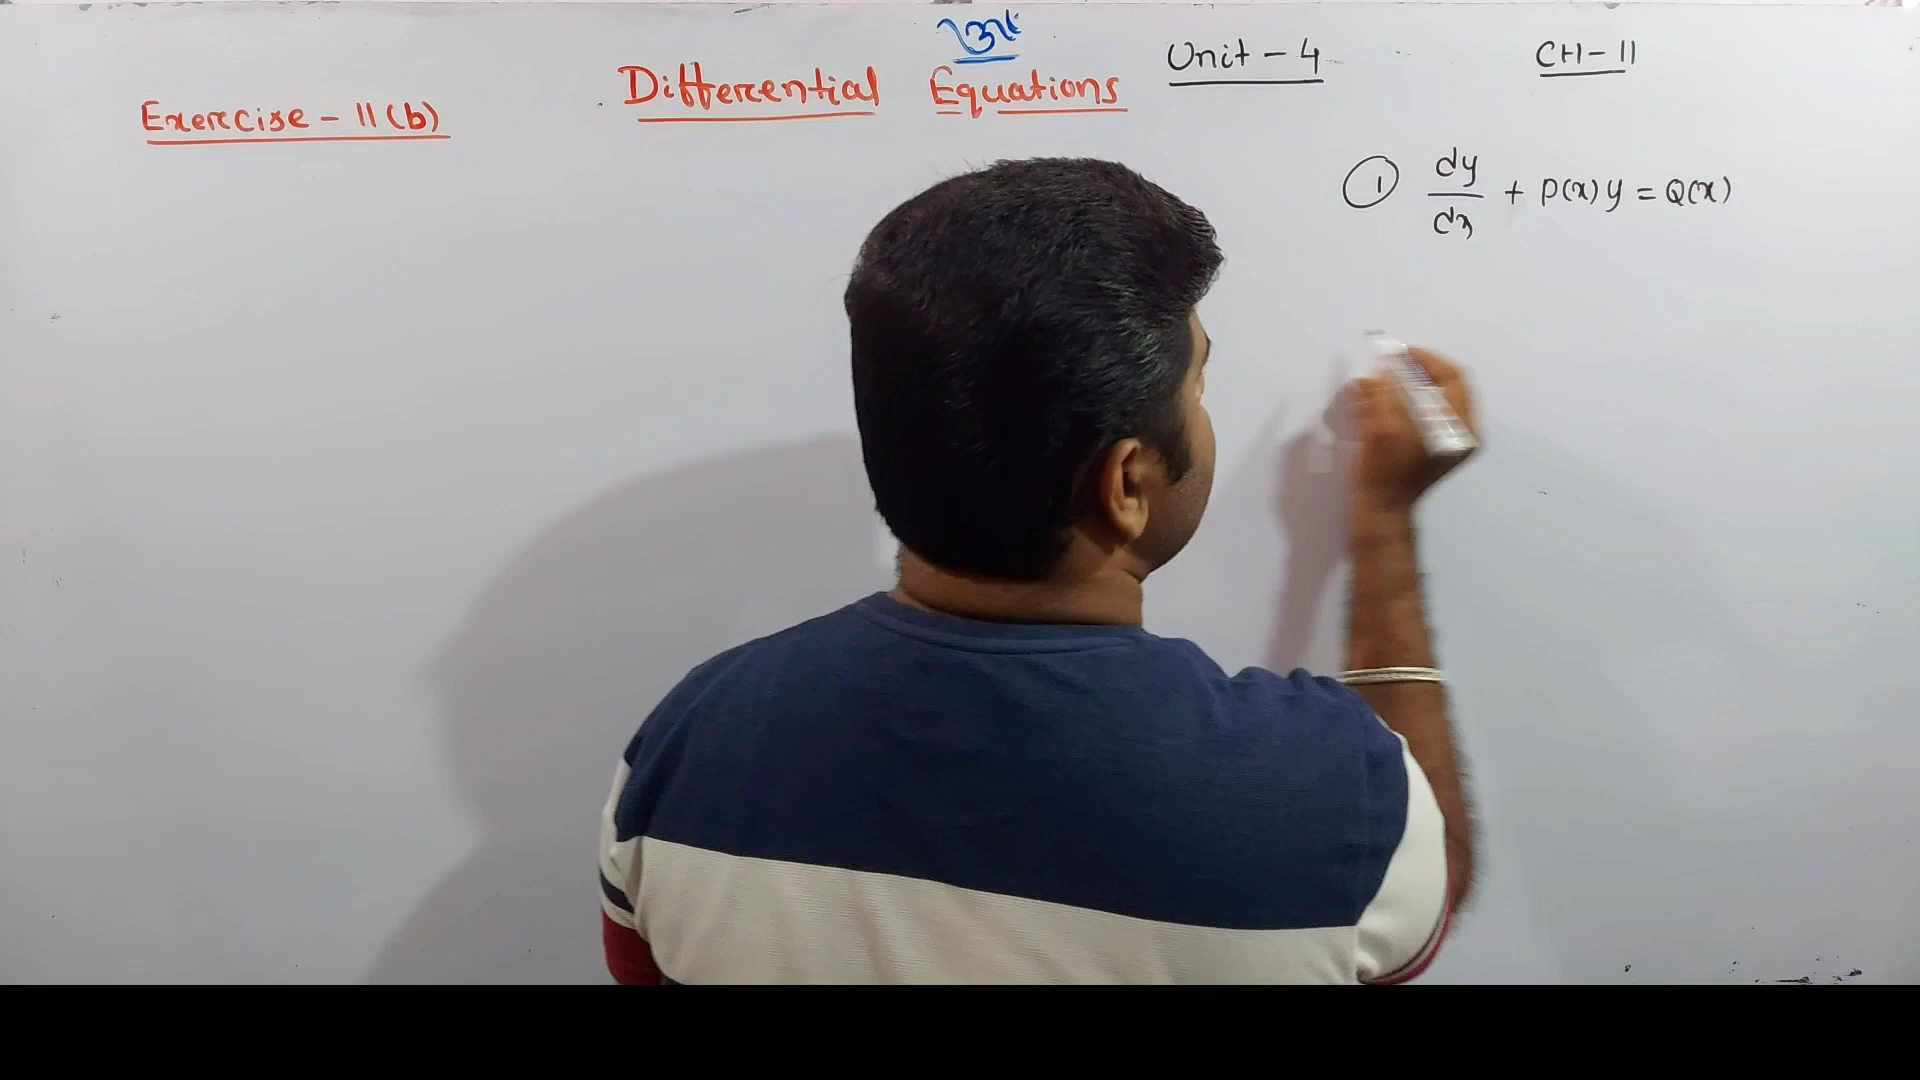 Unit - 4
CH - 11
Differential Equations
Exercise - 11(b)
① dy/dx + P(x) y = Q(x)